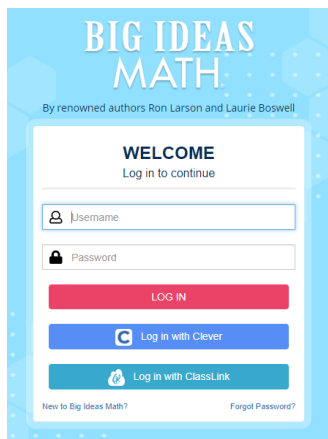 BIG IDEAS
MATH
By renowned authors Ron Larson and Laurie Boswell
WELCOME
Log in to continue
Username
Password
LOG IN
C Log in with Clever
Log in with ClassLink
New to Big Ideas Math? Forgot Password?